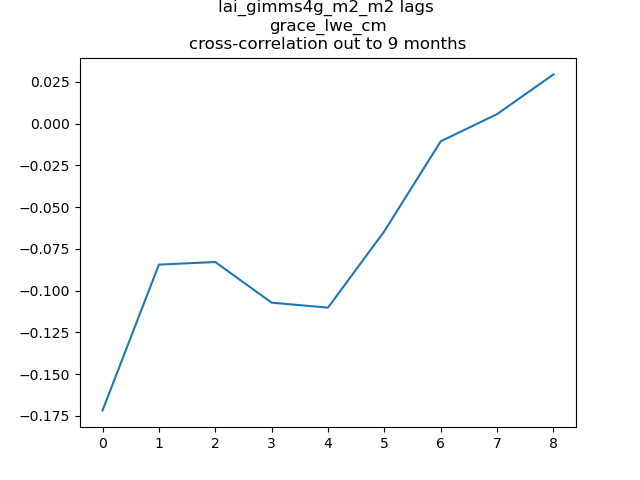 lai_gimms4g_m2_m2 lags
grace_lwe_cm
cross-correlation out to 9 months
0.025
0.000
−0.025
−0.050
−0.075
−0.100
−0.125
−0.150
−0.175
0 1 2 3 4 5 6 7 8